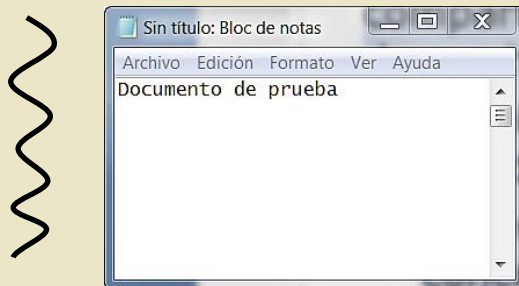 Sin título: Bloc de notas
Archivo Edición Formato Ver Ayuda
Documento de prueba